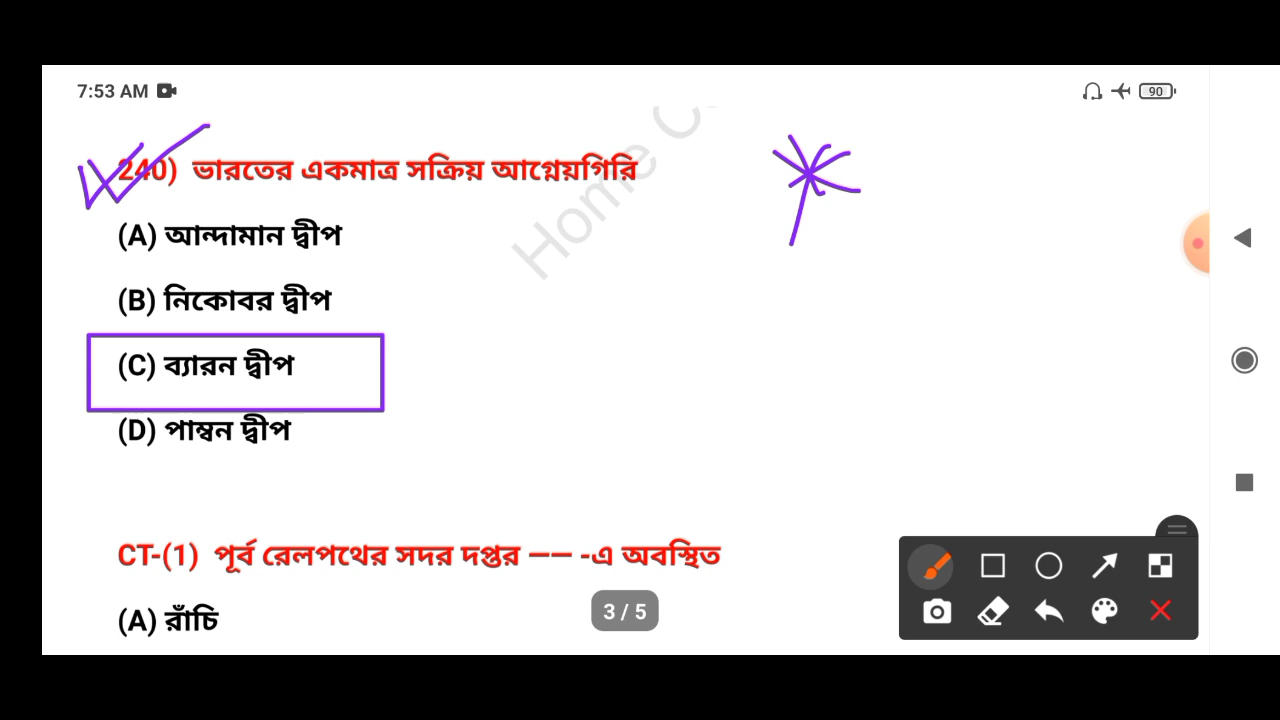 7:53 AM
90
240) ভারতের একমাত্র সক্রিয় আগ্নেয়গিরি
Home
(A) আন্দামান দ্বীপ
(B) নিকোবর দ্বীপ
(C) ব্যারন দ্বীপ
(D) পাম্বন দ্বীপ
CT-(1) পূর্ব রেলপথের সদর দপ্তর —— -এ অবস্থিত
(A) রাঁচি
3 / 5